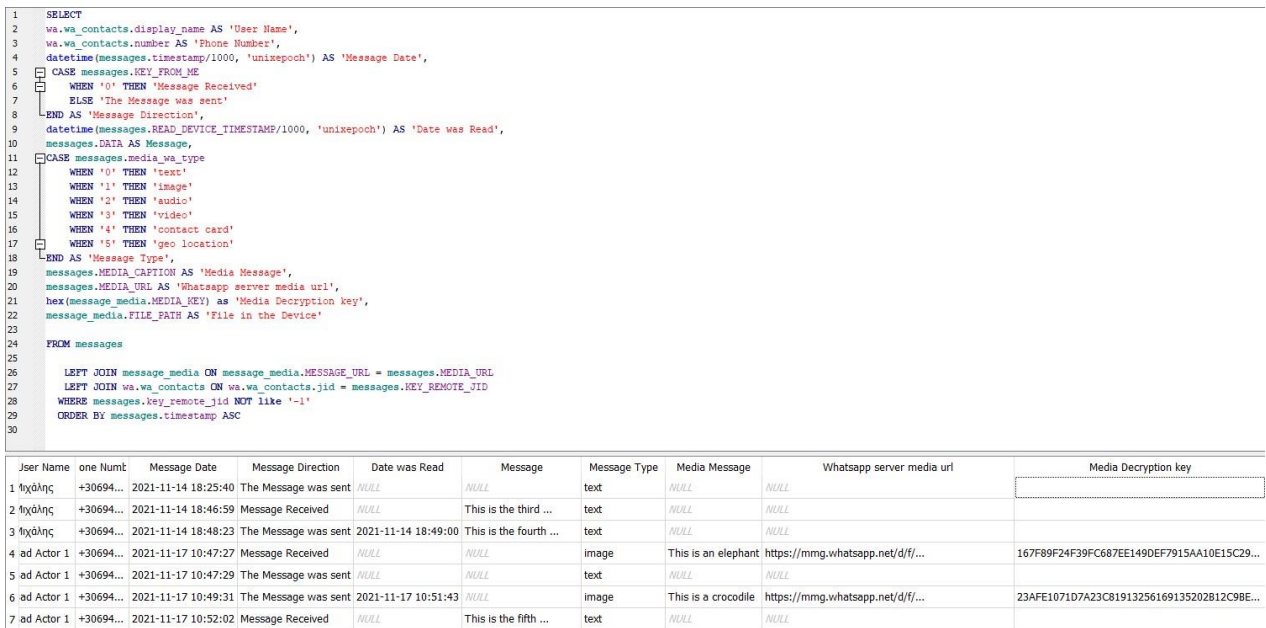 1 SELECT
2 wa.wa_contacts.display_name AS 'User Name',
3 wa.wa_contacts.number AS 'Phone Number',
4 datetime(messages.timestamp/1000, 'unixepoch') AS 'Message Date',
5 CASE messages.KEY_FROM_ME
6 WHEN '0' THEN 'Message Received'
7 ELSE 'The Message was sent'
8 END AS 'Message Direction',
9 datetime(messages.READ_DEVICE_TIMESTAMP/1000, 'unixepoch') AS 'Date was Read',
10 messages.DATA AS Message,
11 CASE messages.media_wa_type
12 WHEN '0' THEN 'text'
13 WHEN '1' THEN 'image'
14 WHEN '2' THEN 'audio'
15 WHEN '3' THEN 'video'
16 WHEN '4' THEN 'contact card'
17 WHEN '5' THEN 'geo location'
18 END AS 'Message Type',
19 messages.MEDIA_CAPTION AS 'Media Message',
20 messages.MEDIA_URL AS 'Whatsapp server media url',
21 hex(message_media.MEDIA_KEY) as 'Media Decryption key',
22 message_media.FILE_PATH AS 'File in the Device'
23
24 FROM messages
25
26 LEFT JOIN message_media ON message_media.MESSAGE_URL = messages.MEDIA_URL
27 LEFT JOIN wa.wa_contacts ON wa.wa_contacts.jid = messages.KEY_REMOTE_JID
28 WHERE messages.key_remote_jid NOT like '-1'
29 ORDER BY messages.timestamp ASC
30
User Name one Numb Message Date Message Direction Date was Read Message Message Type Media Message Whatsapp server media url Media Decryption key
1 Μιχάλης +30694... 2021-11-14 18:25:40 The Message was sent NULL NULL text NULL NULL
2 Μιχάλης +30694... 2021-11-14 18:46:59 Message Received NULL This is the third ... text NULL NULL
3 Μιχάλης +30694... 2021-11-14 18:48:23 The Message was sent 2021-11-14 18:49:00 This is the fourth ... text NULL NULL
4 ad Actor 1 +30694... 2021-11-17 10:47:27 Message Received NULL NULL image This is an elephant https://mmg.whatsapp.net/d/f/... 167F89F24F39FC687EE149DEF7915AA10E15C29...
5 ad Actor 1 +30694... 2021-11-17 10:47:29 The Message was sent NULL NULL text NULL NULL
6 ad Actor 1 +30694... 2021-11-17 10:49:31 The Message was sent 2021-11-17 10:51:43 NULL image This is a crocodile https://mmg.whatsapp.net/d/f/... 23AFE1071D7A23C81913256169135202B12C9BE...
7 ad Actor 1 +30694... 2021-11-17 10:52:02 Message Received NULL This is the fifth ... text NULL NULL